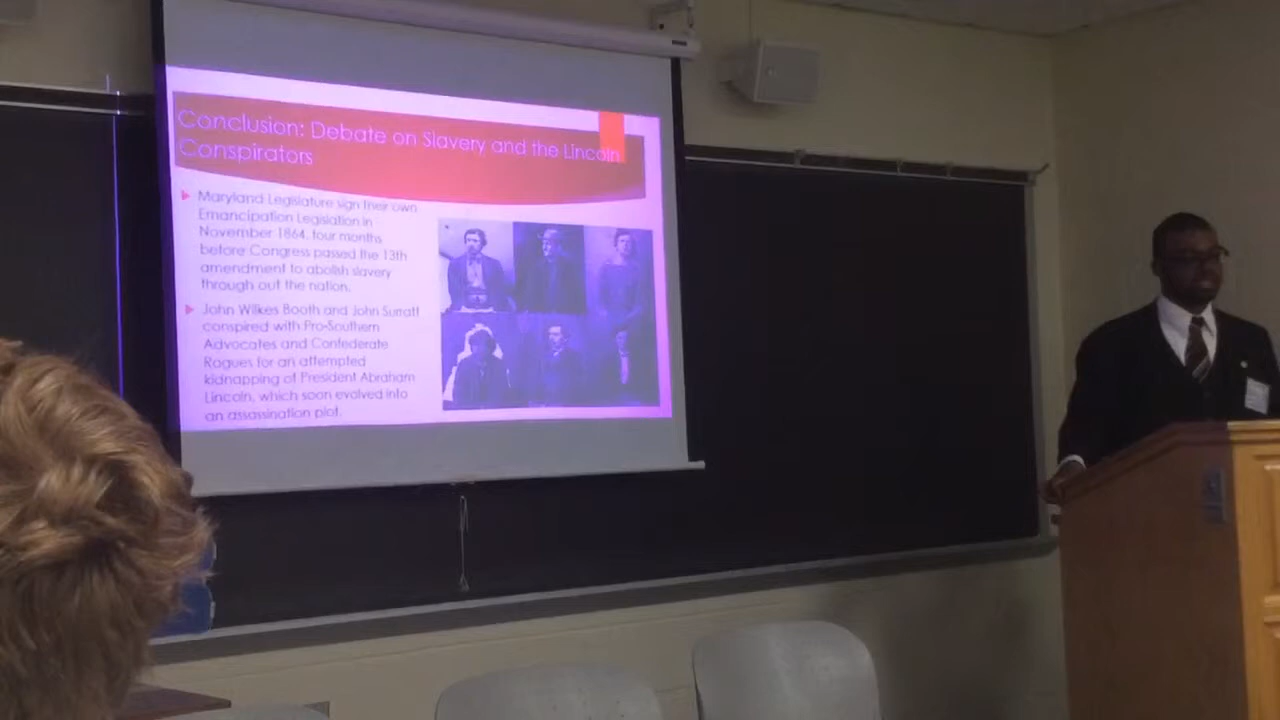 Conclusion: Debate on Slavery and the Lincoln
Conspirators
Maryland Legislature sign their own
Emancipation Legislation in
November 1864, four months
before Congress passed the 13th
amendment to abolish slavery
through out the nation.
John Wilkes Booth and John Surratt
conspired with Pro-Southern
Advocates and Confederate
Rogues for an attempted
kidnapping of President Abraham
Lincoln, which soon evolved into
an assassination plot.